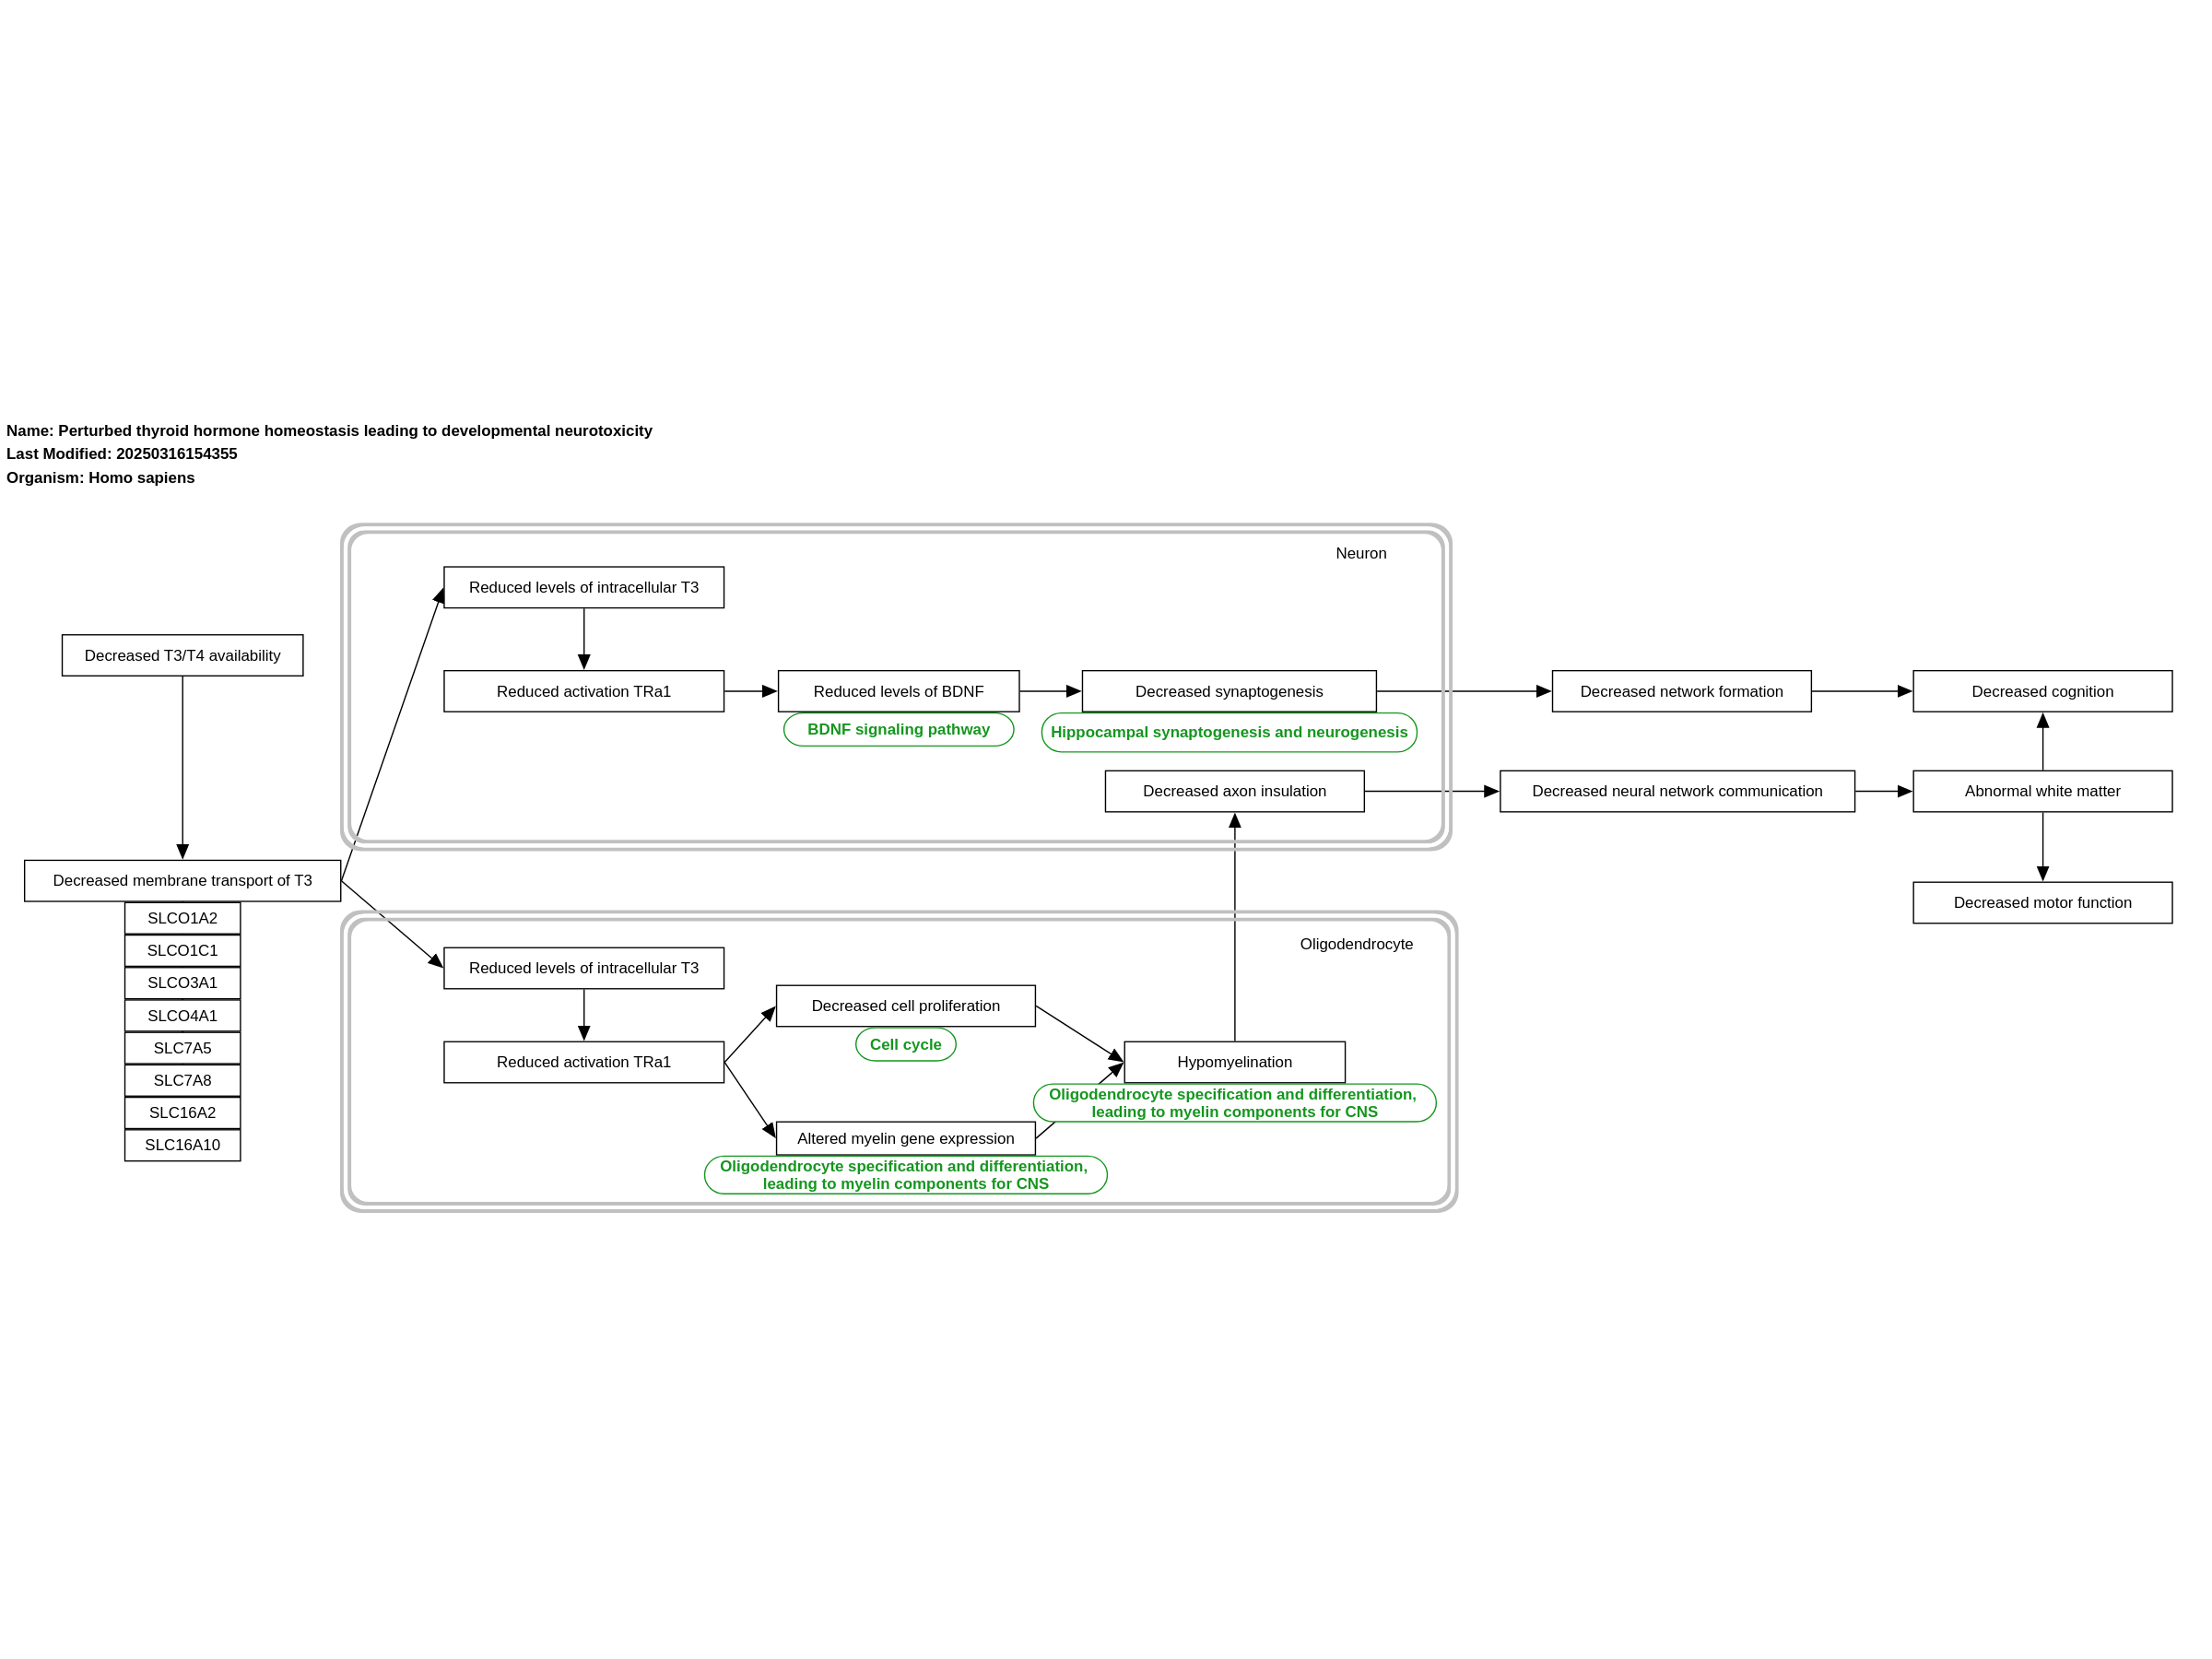 Name: Perturbed thyroid hormone homeostasis leading to developmental neurotoxicity
Last Modified: 20250316154355
Organism: Homo sapiens
Neuron
Reduced levels of intracellular T3
Decreased T3/T4 availability
Reduced activation TRa1
Reduced levels of BDNF
Decreased synaptogenesis
Decreased network formation
Decreased cognition
BDNF signaling pathway
Hippocampal synaptogenesis and neurogenesis
Decreased axon insulation
Decreased neural network communication
Abnormal white matter
Decreased membrane transport of T3
Decreased motor function
SLCO1A2
SLCO1C1
SLCO3A1
SLCO4A1
SLC7A5
SLC7A8
SLC16A2
SLC16A10
Oligodendrocyte
Reduced levels of intracellular T3
Decreased cell proliferation
Cell cycle
Reduced activation TRa1
Hypomyelination
Oligodendrocyte specification and differentiation,
leading to myelin components for CNS
Altered myelin gene expression
Oligodendrocyte specification and differentiation,
leading to myelin components for CNS